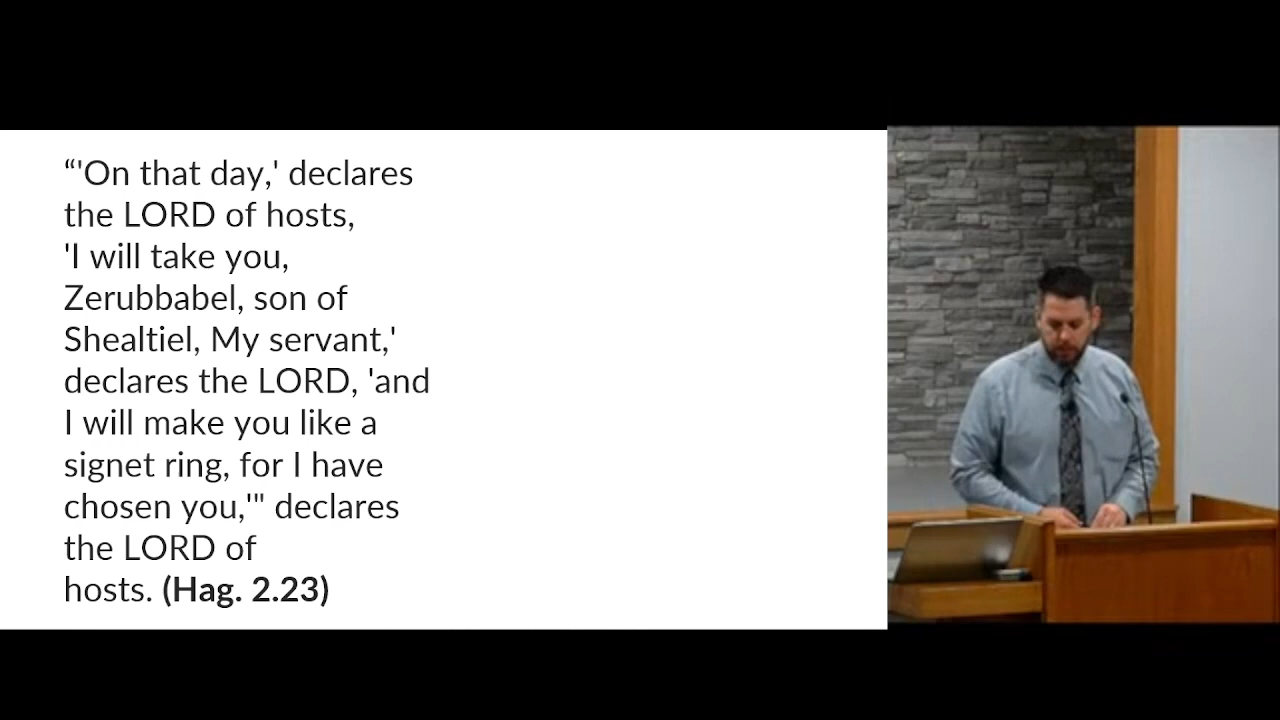 “'On that day,' declares
the LORD of hosts,
'I will take you,
Zerubbabel, son of
Shealtiel, My servant,'
declares the LORD, 'and
I will make you like a
signet ring, for I have
chosen you,'" declares
the LORD of
hosts. (Hag. 2.23)